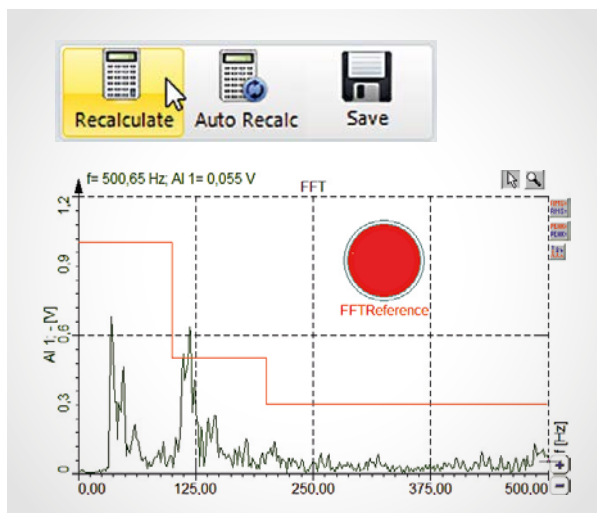 Recalculate Auto Recalc Save
f= 500,65 Hz; AI 1= 0,055 V
FFT
1,2
0,9
0,6
0,3
0
AI 1; - [V]
FFTReference
f [Hz]
0.00 125.00 250.00 375.00 500.00